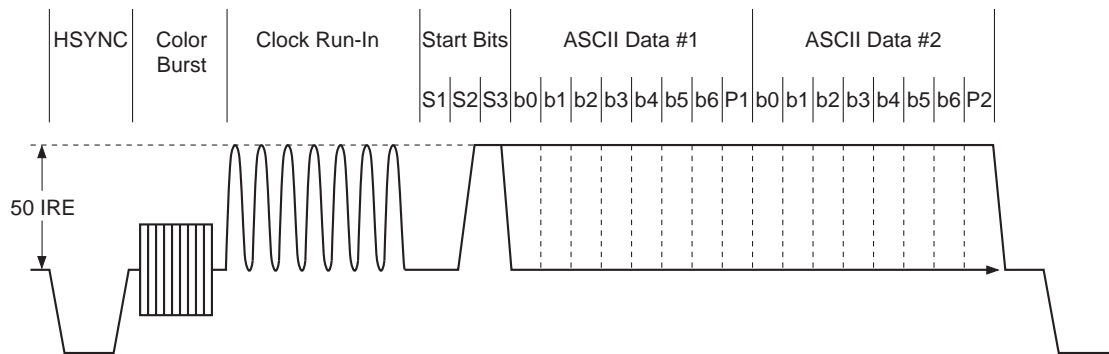 HSYNC Color Burst Clock Run-In Start Bits ASCII Data #1 ASCII Data #2
S1 S2 S3 b0 b1 b2 b3 b4 b5 b6 P1 b0 b1 b2 b3 b4 b5 b6 P2
50 IRE